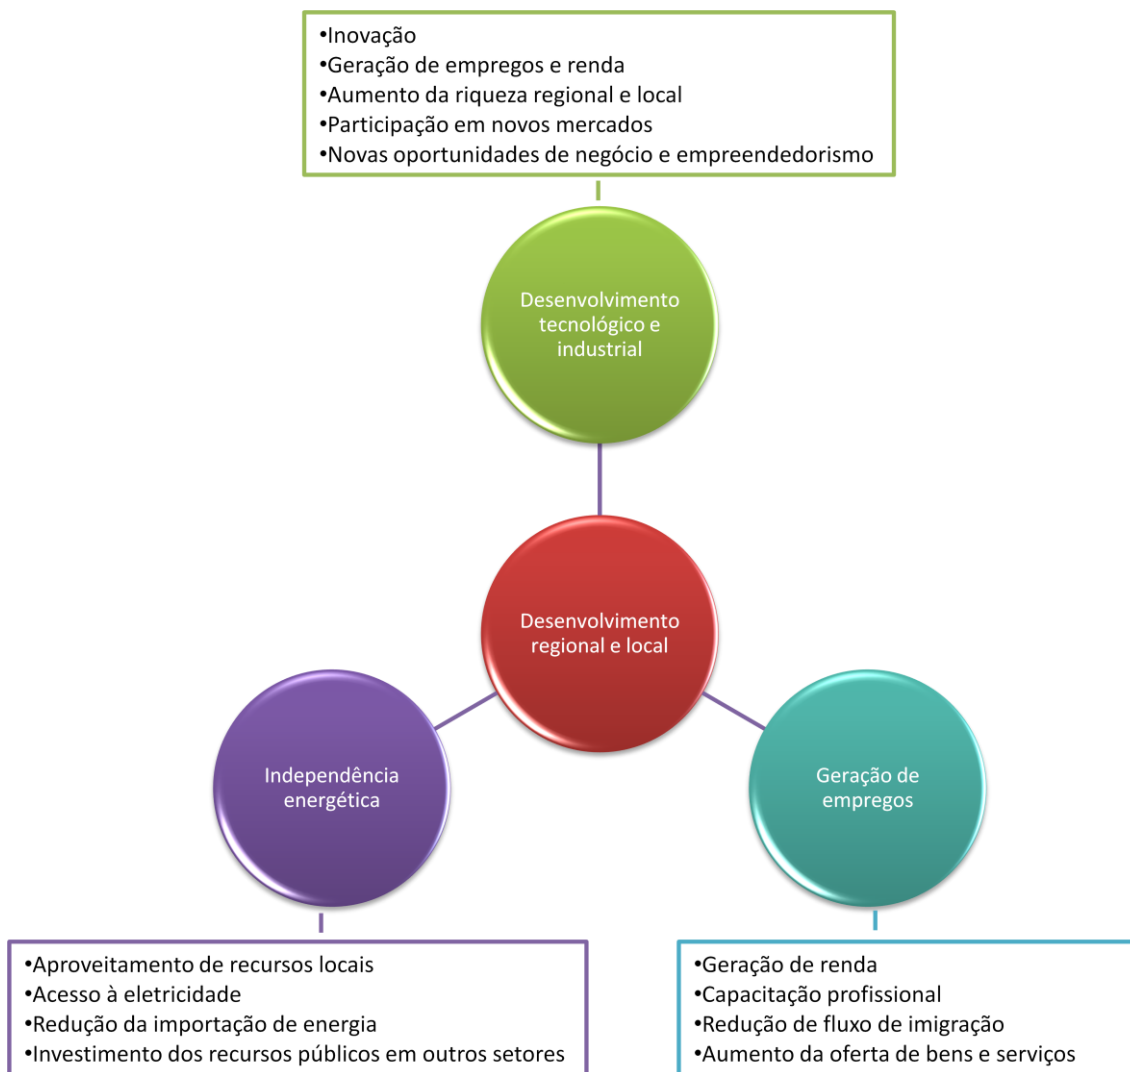 •Inovação
•Geração de empregos e renda
•Aumento da riqueza regional e local
•Participação em novos mercados
•Novas oportunidades de negócio e empreendedorismo
Desenvolvimento
tecnológico e
industrial
Desenvolvimento
regional e local
Independência
energética
Geração de
empregos
•Aproveitamento de recursos locais
•Acesso à eletricidade
•Redução da importação de energia
•Investimento dos recursos públicos em outros setores
•Geração de renda
•Capacitação profissional
•Redução de fluxo de imigração
•Aumento da oferta de bens e serviços